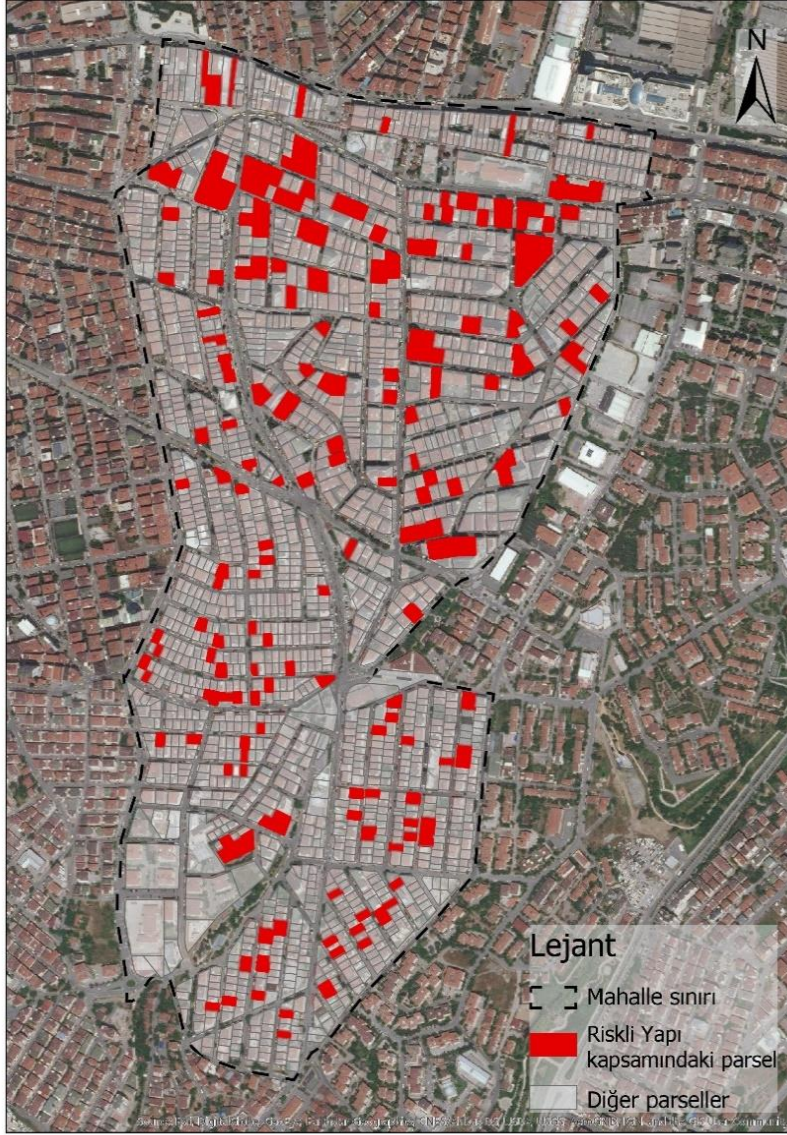 N
Lejant
Mahalle sınırı
Riskli Yapı
kapsamındaki parsel
Diğer parseller